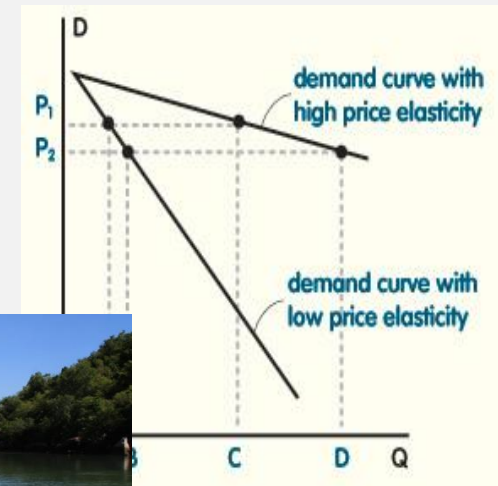 D
demand curve with
high price elasticity
P1
P2
demand curve with
low price elasticity
C D Q